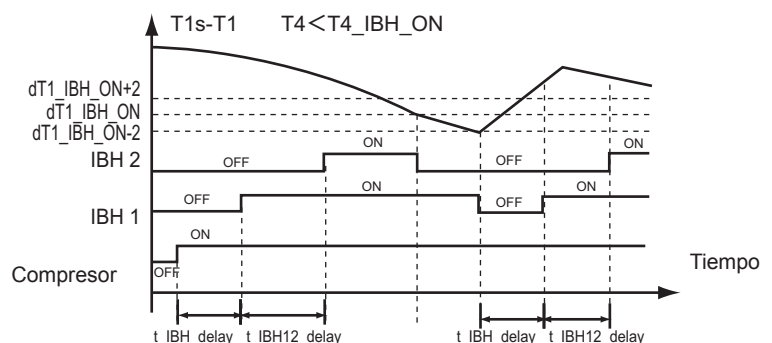 T1s-T1 T4＜T4_IBH_ON
dT1_IBH_ON+2
dT1_IBH_ON
dT1_IBH_ON-2
IBH 2
OFF
ON
OFF
ON
IBH 1
OFF
ON
OFF
ON
Compresor
OFF
ON
Tiempo
t_IBH_delay
t_IBH12_delay
t_IBH_delay
t_IBH12_delay